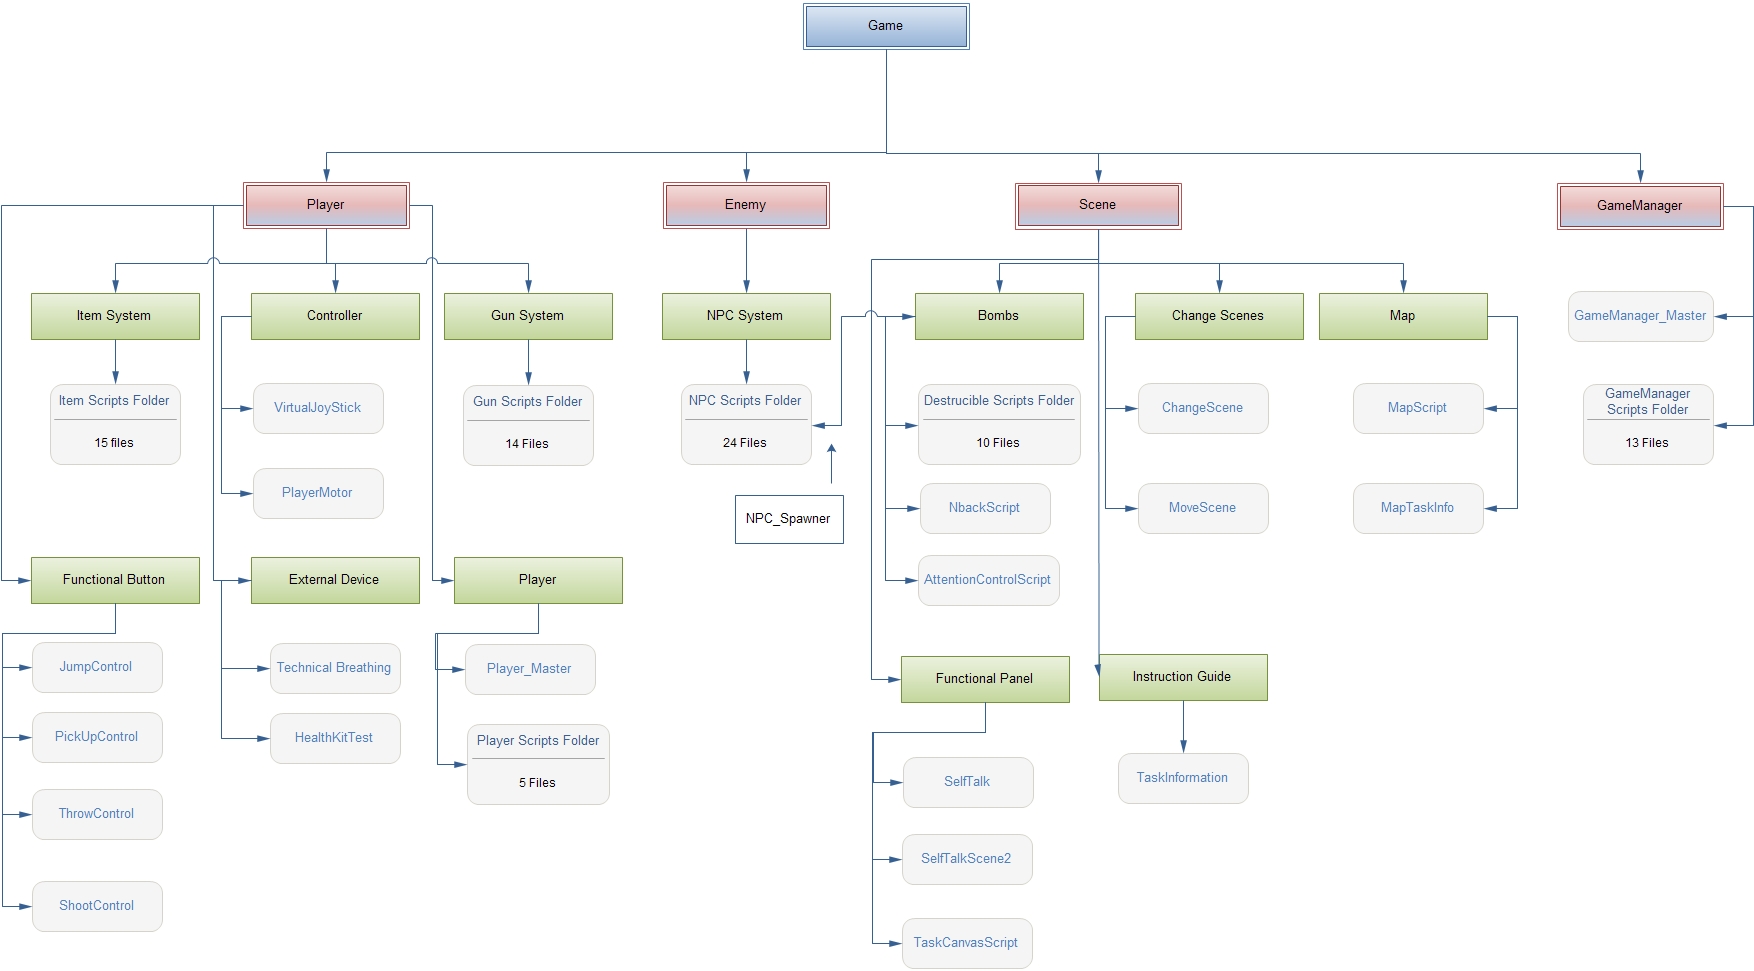 Game
Player
Enemy
Scene
GameManager
Item System
Controller
Gun System
NPC System
Bombs
Change Scenes
Map
GameManager_Master
Item Scripts Folder
15 files
VirtualJoyStick
PlayerMotor
Gun Scripts Folder
14 Files
NPC Scripts Folder
24 Files
NPC_Spawner
Destrucible Scripts Folder
10 Files
NbackScript
AttentionControlScript
ChangeScene
MoveScene
MapScript
MapTaskInfo
GameManager
Scripts Folder
13 Files
Functional Button
External Device
Player
JumpControl
PickUpControl
ThrowControl
ShootControl
Technical Breathing
HealthKitTest
Player_Master
Player Scripts Folder
5 Files
Functional Panel
Instruction Guide
SelfTalk
SelfTalkScene2
TaskCanvasScript
TaskInformation